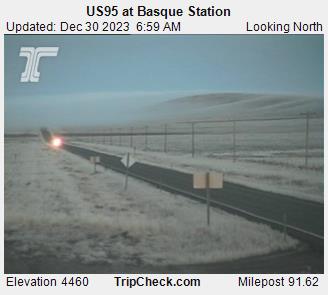 US95 at Basque Station
Updated: Dec 30 2023 6:59 AM Looking North
Elevation 4460 TripCheck.com Milepost 91.62